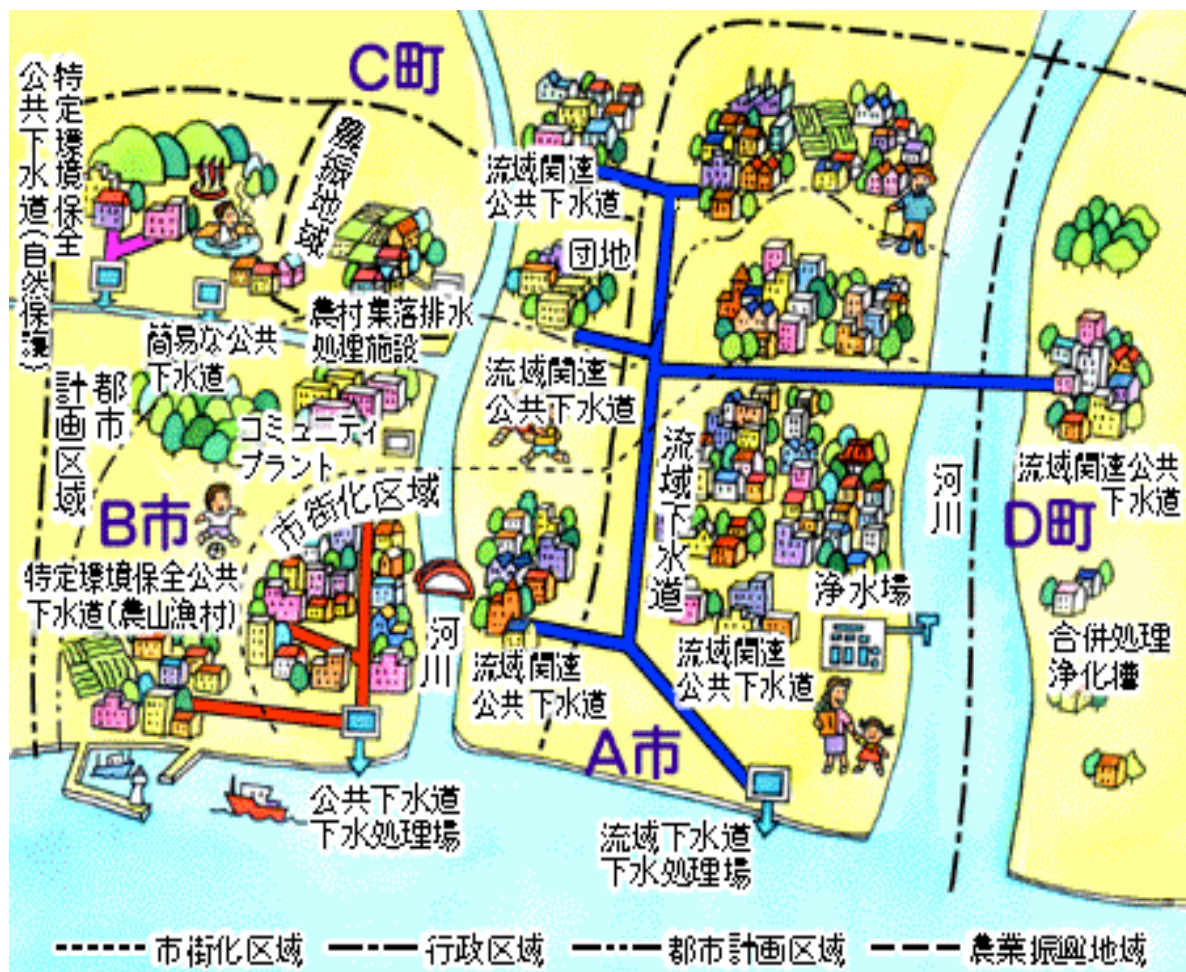 C町
特定環境保全
公共下水道(自然保護)
農振地域
流域関連
公共下水道
団地
簡易な公共
下水道
農村集落排水
処理施設
流域関連
公共下水道
都市
計画区域
コミュニティ
プラント
市街化区域
流域下水道
河川
流域関連公共
下水道
B市
D町
特定環境保全公共
下水道(農山漁村)
浄水場
河川
流域関連
公共下水道
流域関連
公共下水道
合併処理
浄化槽
A市
公共下水道
下水処理場
流域下水道
下水処理場
市街化区域
行政区域
都市計画区域
農業振興地域